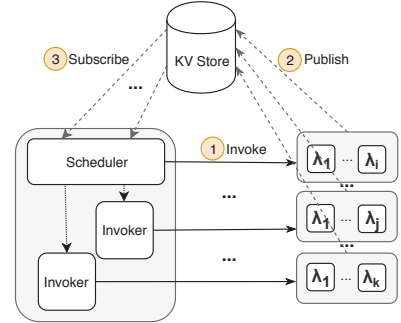 KV Store
3 Subscribe
2 Publish
...
1 Invoke
Scheduler
λ1 ... λi
...
...
Invoker
λ1 ... λj
...
...
Invoker
λ1 ... λk